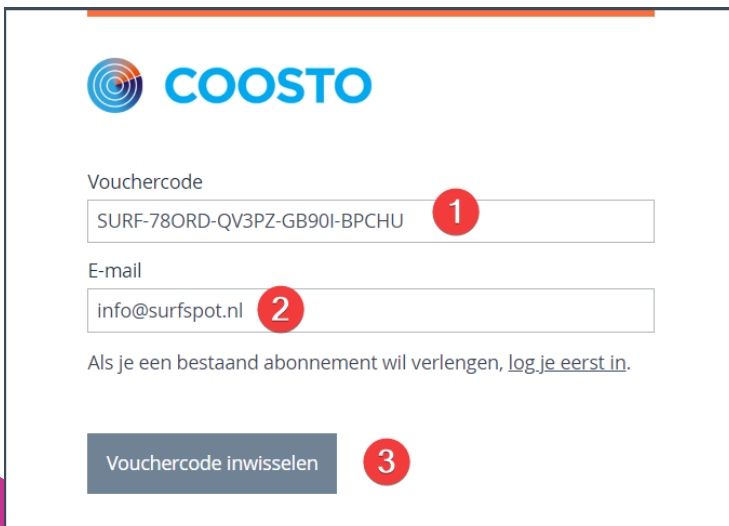 COOSTO
Vouchercode
SURF-78ORD-QV3PZ-GB90I-BPCHU 1
E-mail
info@surfspot.nl 2
Als je een bestaand abonnement wil verlengen, log je eerst in.
Vouchercode inwisselen 3